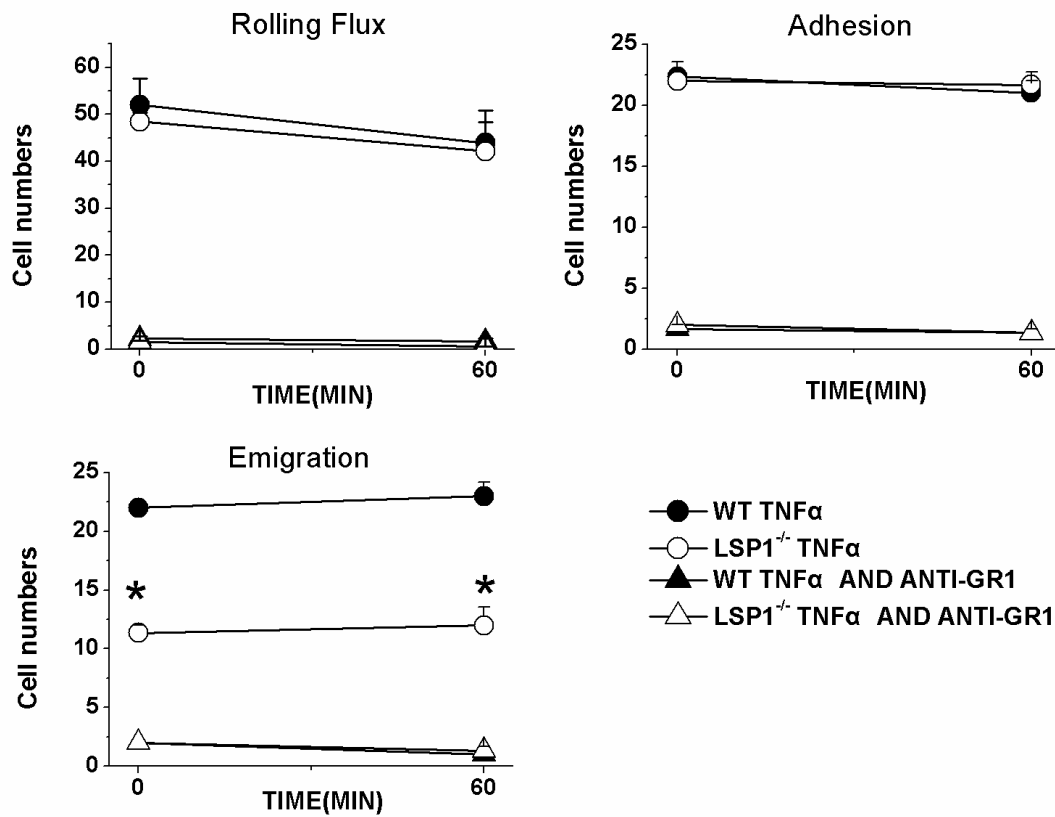 Rolling Flux
60
50
40
30
20
10
0
Cell numbers
0 60
TIME(MIN)
Adhesion
25
20
15
10
5
0
Cell numbers
0 60
TIME(MIN)
Emigration
25
20
15
10
5
0
Cell numbers
* *
0 60
TIME(MIN)
WT TNFα
LSP1-/- TNFα
WT TNFα AND ANTI-GR1
LSP1-/- TNFα AND ANTI-GR1